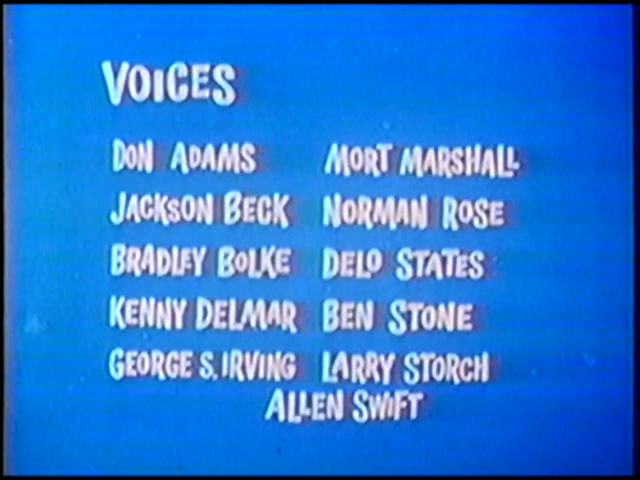 VOICES
DON ADAMS MORT MARSHALL
JACKSON BECK NORMAN ROSE
BRADLEY BOLKE DELO STATES
KENNY DELMAR BEN STONE
GEORGE S. IRVING LARRY STORCH
ALLEN SWIFT